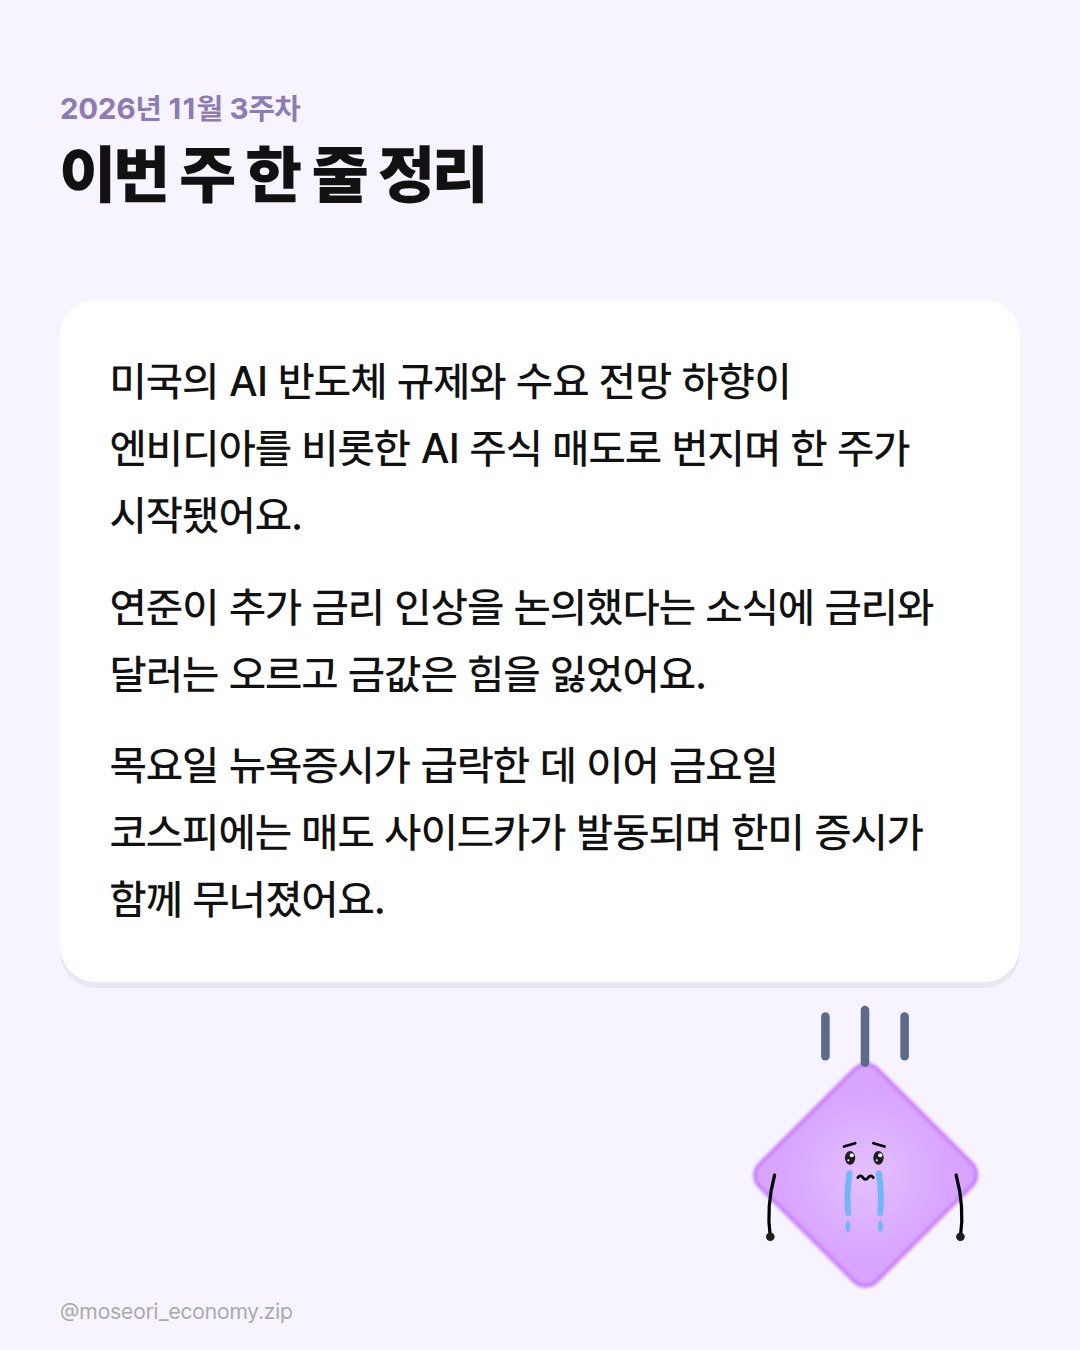 2026년 11월 3주차
이번 주 한 줄 정리
미국의 AI 반도체 규제와 수요 전망 하향이
엔비디아를 비롯한 AI 주식 매도로 번지며 한 주가
시작됐어요.
연준이 추가 금리 인상을 논의했다는 소식에 금리와
달러는 오르고 금값은 힘을 잃었어요.
목요일 뉴욕증시가 급락한 데 이어 금요일
코스피에는 매도 사이드카가 발동되며 한미 증시가
함께 무너졌어요.
@moseori_economy.zip